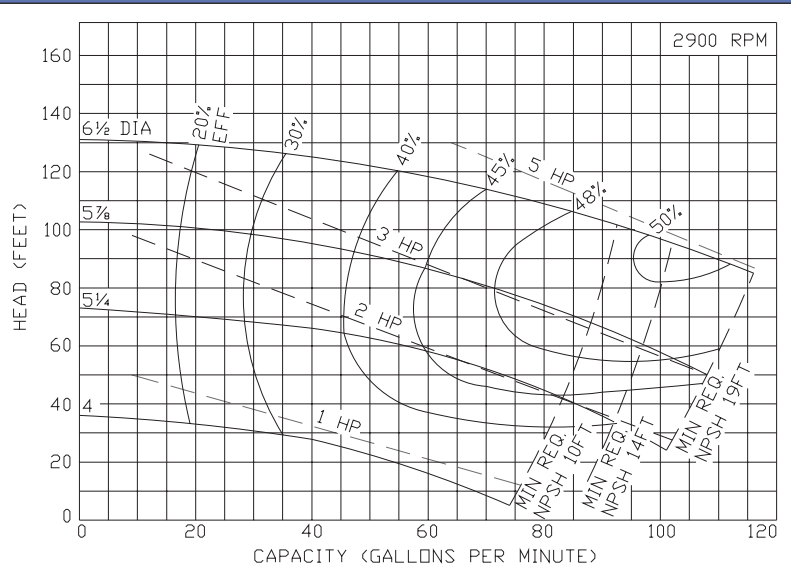 2900 RPM
160
140
120
100
80
60
40
20
0
HEAD (FEET)
6½ DIA
5⅞
5¼
4
20% EFF
30%
40%
45%
48%
50%
5 HP
3 HP
2 HP
1 HP
MIN REQ.
NPSH 10FT
MIN REQ.
NPSH 14FT
MIN REQ.
NPSH 19FT
0 20 40 60 80 100 120
CAPACITY (GALLONS PER MINUTE)